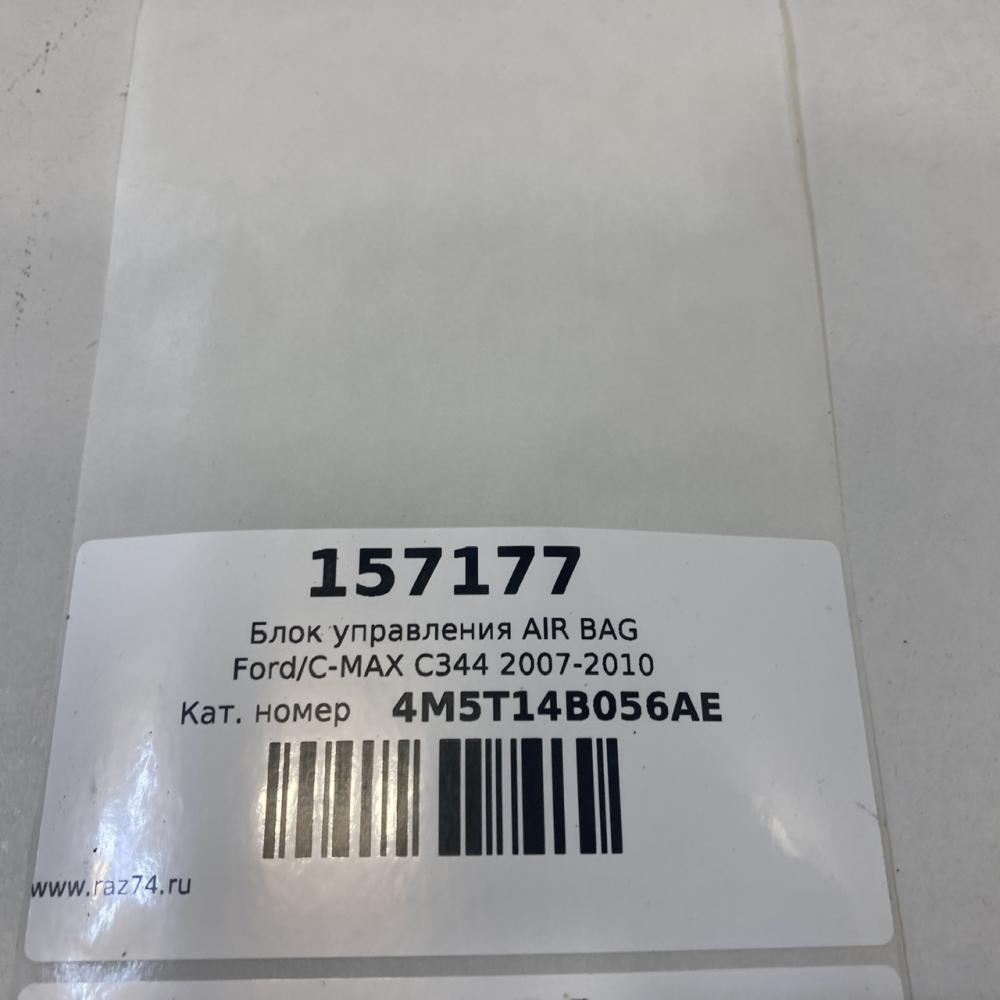 157177
Блок управления AIR BAG
Ford/C-MAX C344 2007-2010
Кат. номер 4M5T14B056AE
www.raz74.ru